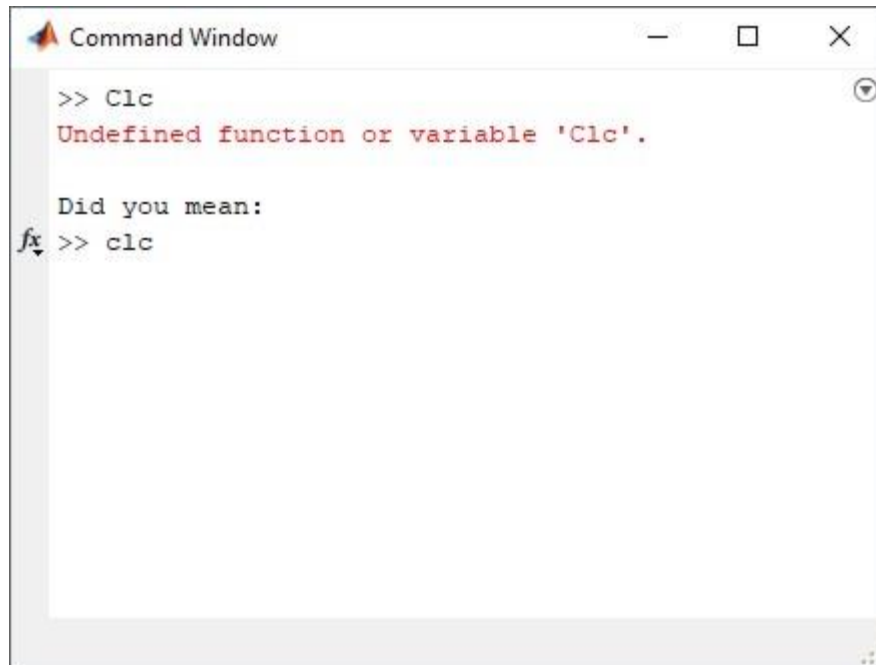 Command Window
>> Clc
Undefined function or variable 'Clc'.
Did you mean:
fx >> clc